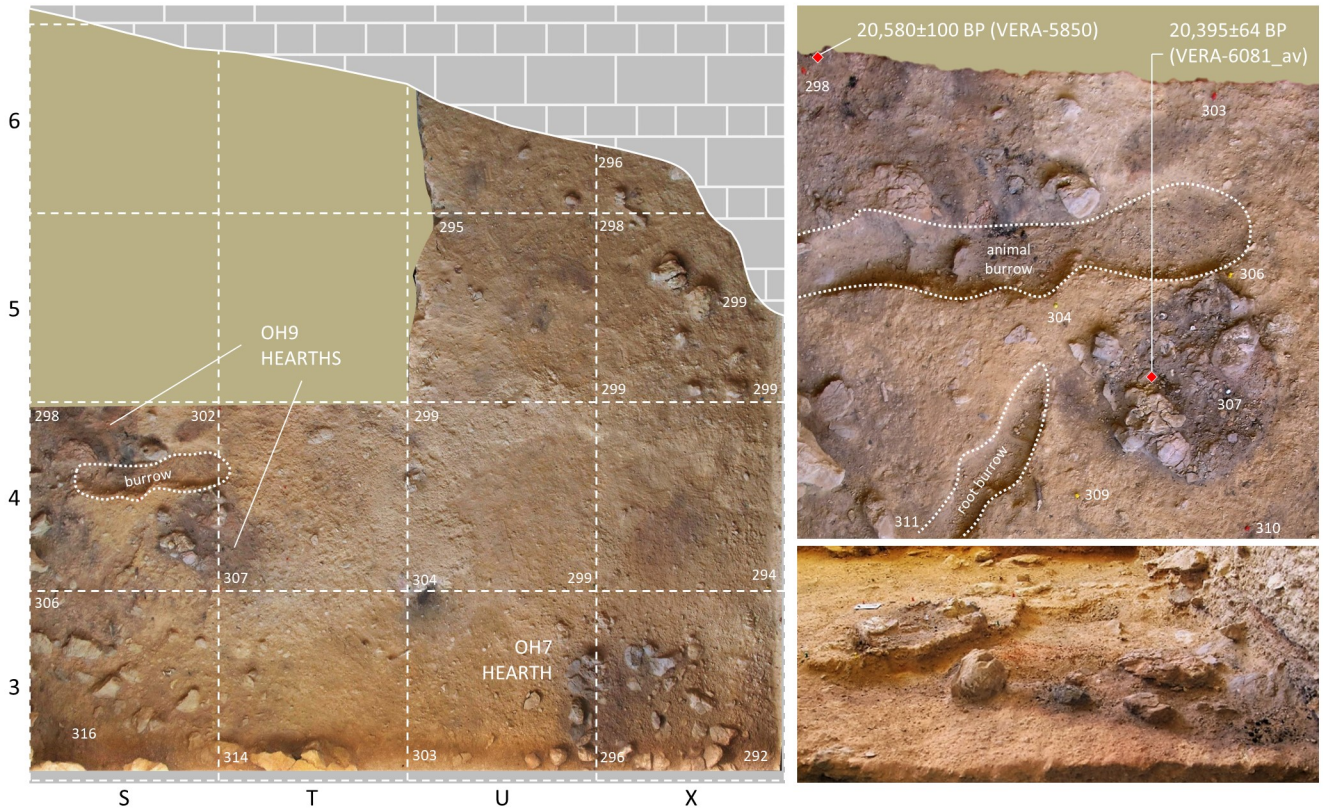 6
296
295
298
5
299
OH9
HEARTHS
299
299
298
302
299
burrow
4
307
304
299
294
306
OH7
HEARTH
3
316
314
303
296
292
S
T
U
X
20,580±100 BP (VERA-5850)
20,395±64 BP
(VERA-6081_av)
298
303
animal
burrow
306
304
307
root burrow
309
311
310